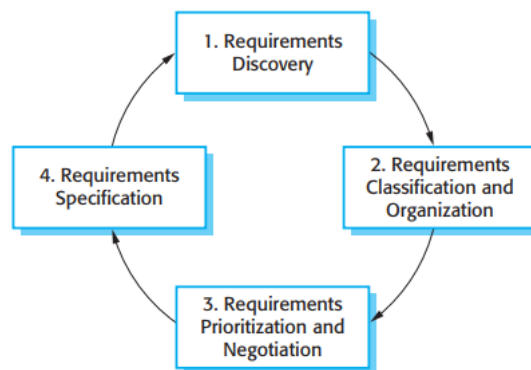 1. Requirements
Discovery
2. Requirements
Classification and
Organization
3. Requirements
Prioritization and
Negotiation
4. Requirements
Specification